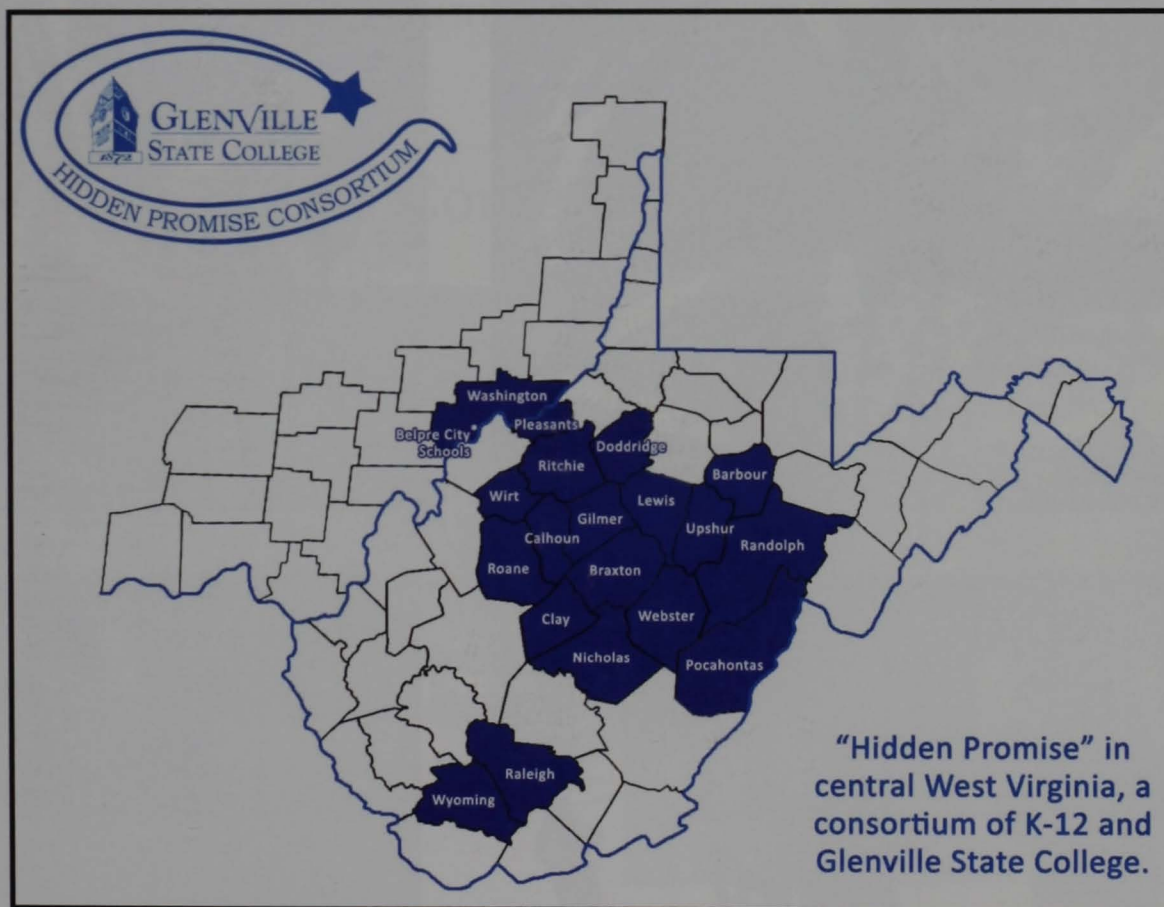 GLENVILLE
STATE COLLEGE
1872
HIDDEN PROMISE CONSORTIUM
Washington
Pleasants
Belpre City
Schools
Doddridge
Ritchie
Barbour
Wirt
Lewis
Gilmer
Upshur
Calhoun
Randolph
Roane
Braxton
Clay
Webster
Nicholas
Pocahontas
Raleigh
Wyoming
"Hidden Promise" in
central West Virginia, a
consortium of K-12 and
Glenville State College.